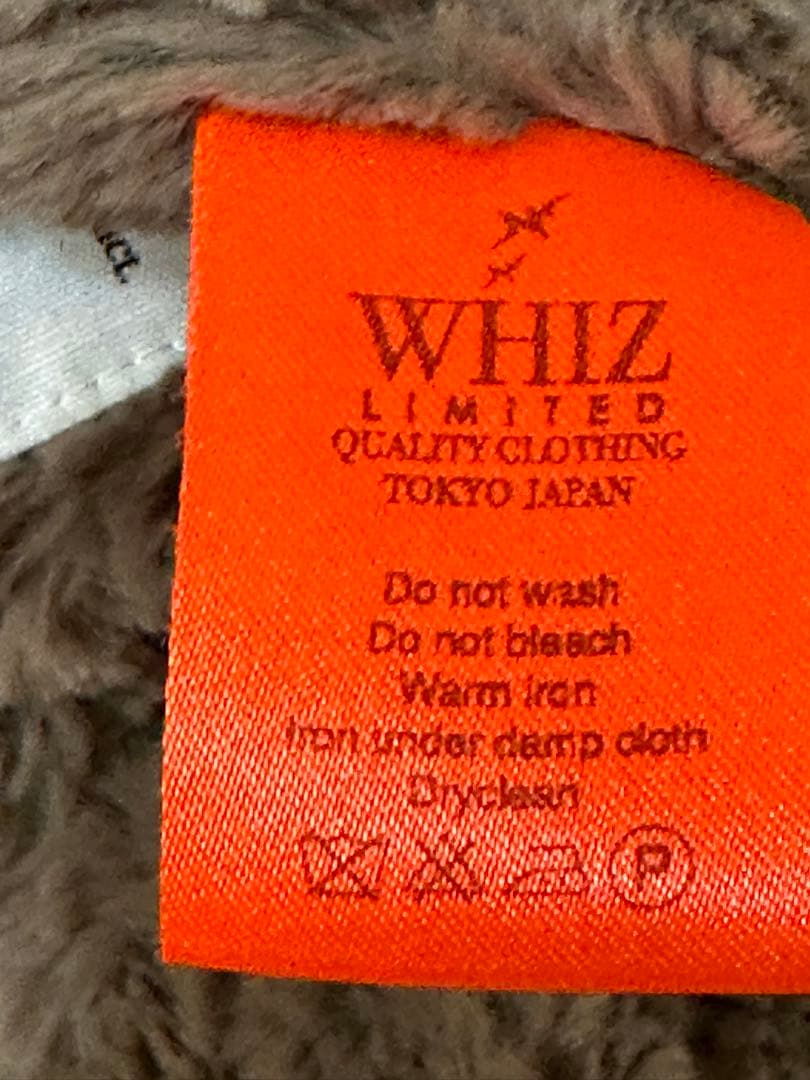 WHIZ
LIMITED
QUALITY CLOTHING
TOKYO JAPAN
Do not wash
Do not bleach
Warm iron
Iron under damp cloth
Dryclean
P